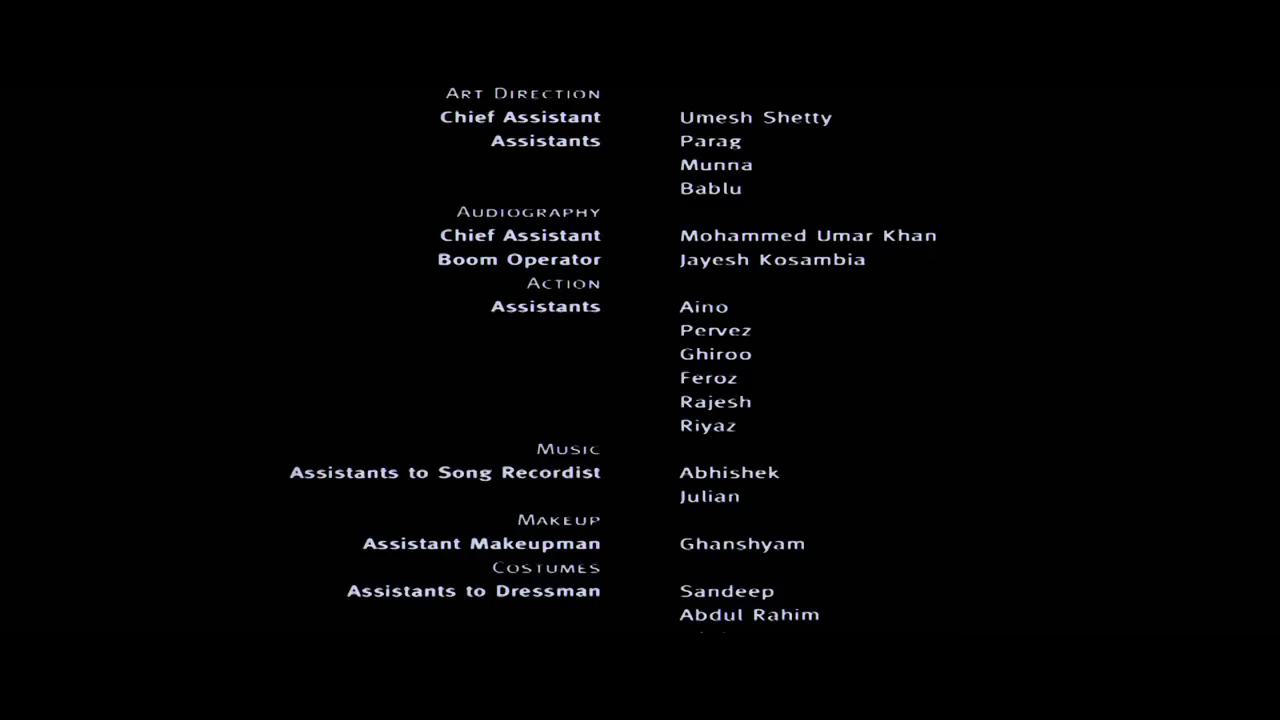 ART DIRECTION
Chief Assistant Umesh Shetty
Assistants Parag
Munna
Bablu
AUDIOGRAPHY
Chief Assistant Mohammed Umar Khan
Boom Operator Jayesh Kosambia
ACTION
Assistants Aino
Pervez
Ghiroo
Feroz
Rajesh
Riyaz
MUSIC
Assistants to Song Recordist Abhishek
Julian
MAKEUP
Assistant Makeupman Ghanshyam
COSTUMES
Assistants to Dressman Sandeep
Abdul Rahim